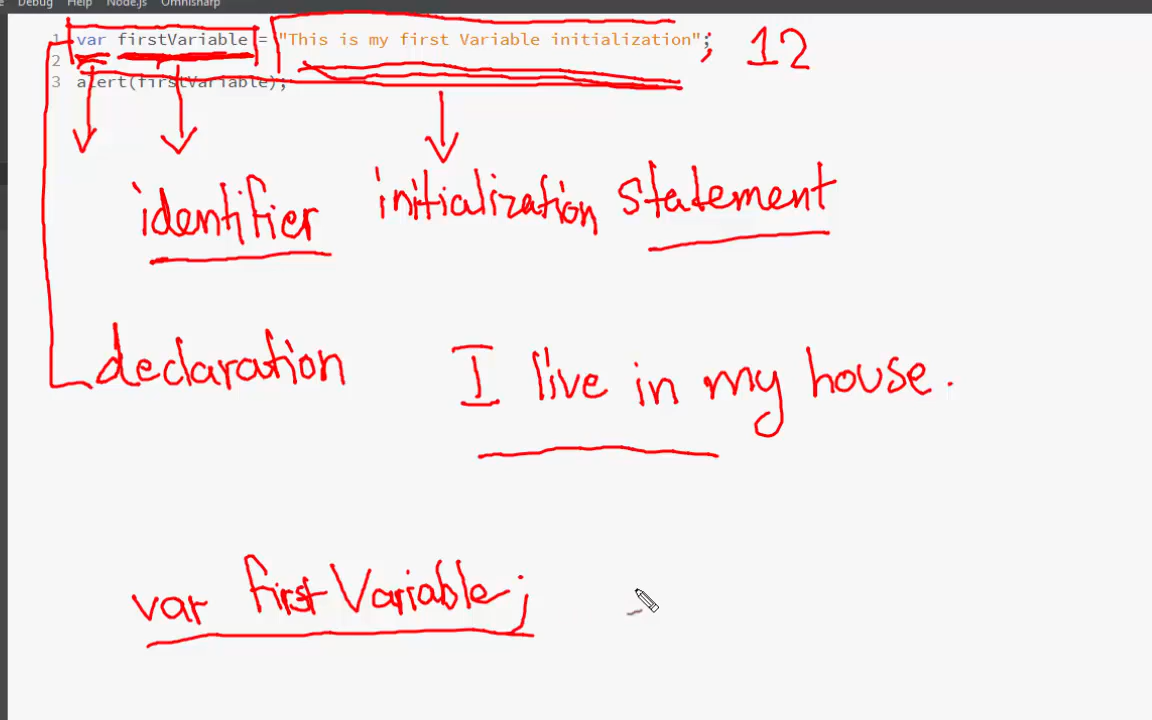 Debug Help Node.js Omnisharp
1 var firstVariable = "This is my first Variable initialization"; 12
2
3 alert(firstVariable);
identifier initialization statement
declaration I live in my house.
var firstVariable;